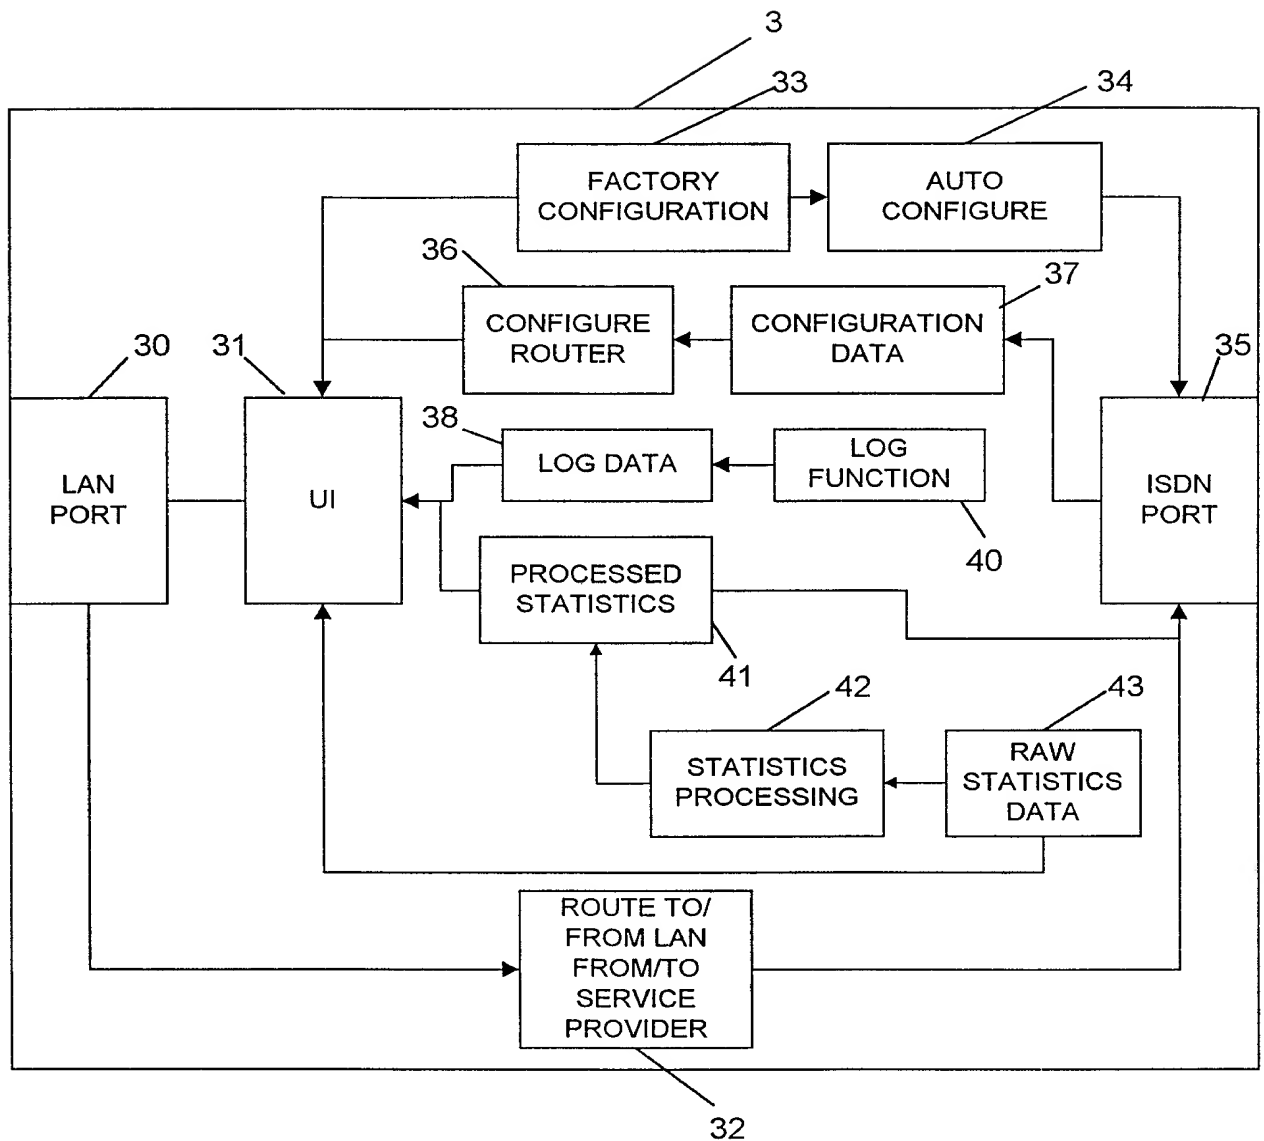 3
33
34
FACTORY
CONFIGURATION
AUTO
CONFIGURE
36
37
CONFIGURE
ROUTER
CONFIGURATION
DATA
30
31
35
LAN
PORT
UI
38
LOG DATA
LOG
FUNCTION
ISDN
PORT
40
PROCESSED
STATISTICS
41
42
43
STATISTICS
PROCESSING
RAW
STATISTICS
DATA
ROUTE TO/
FROM LAN
FROM/TO
SERVICE
PROVIDER
32